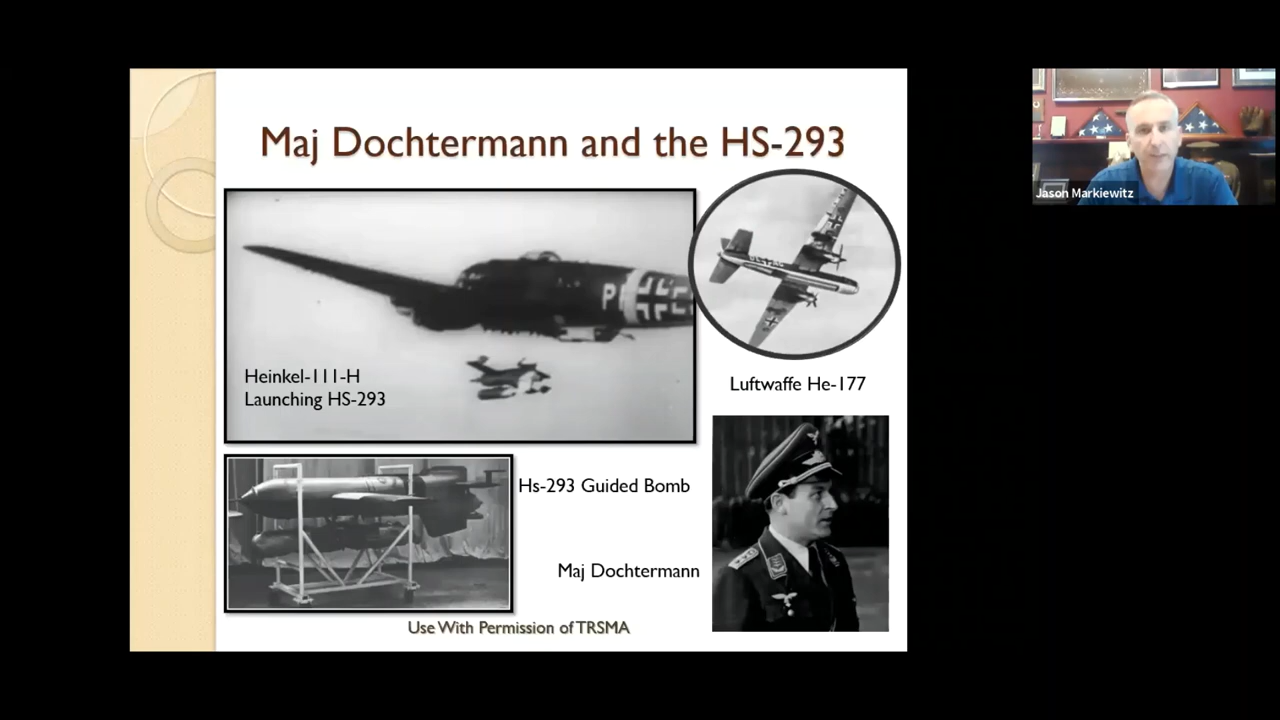 Maj Dochtermann and the HS-293
Heinkel-111-H
Launching HS-293
Luftwaffe He-177
Hs-293 Guided Bomb
Maj Dochtermann
Use With Permission of TRSMA
Jason Markiewitz